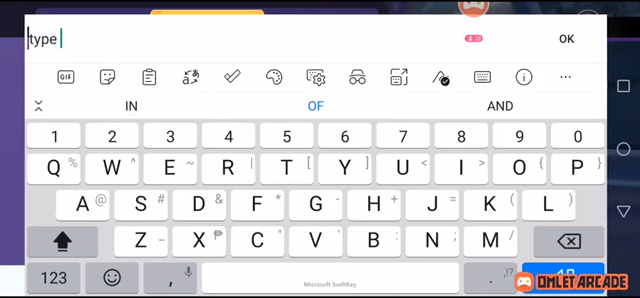 type
OK
GIF
IN OF AND
1 2 3 4 5 6 7 8 9 0
Q % W ^ E ~ R | T [ Y ] U < I > O { P }
A @ S # D & F * G - H + J = K ( L )
Z _ X C " V ' B : N ; M /
123 , Microsoft SwiftKey . ,!?
OMLET ARCADE